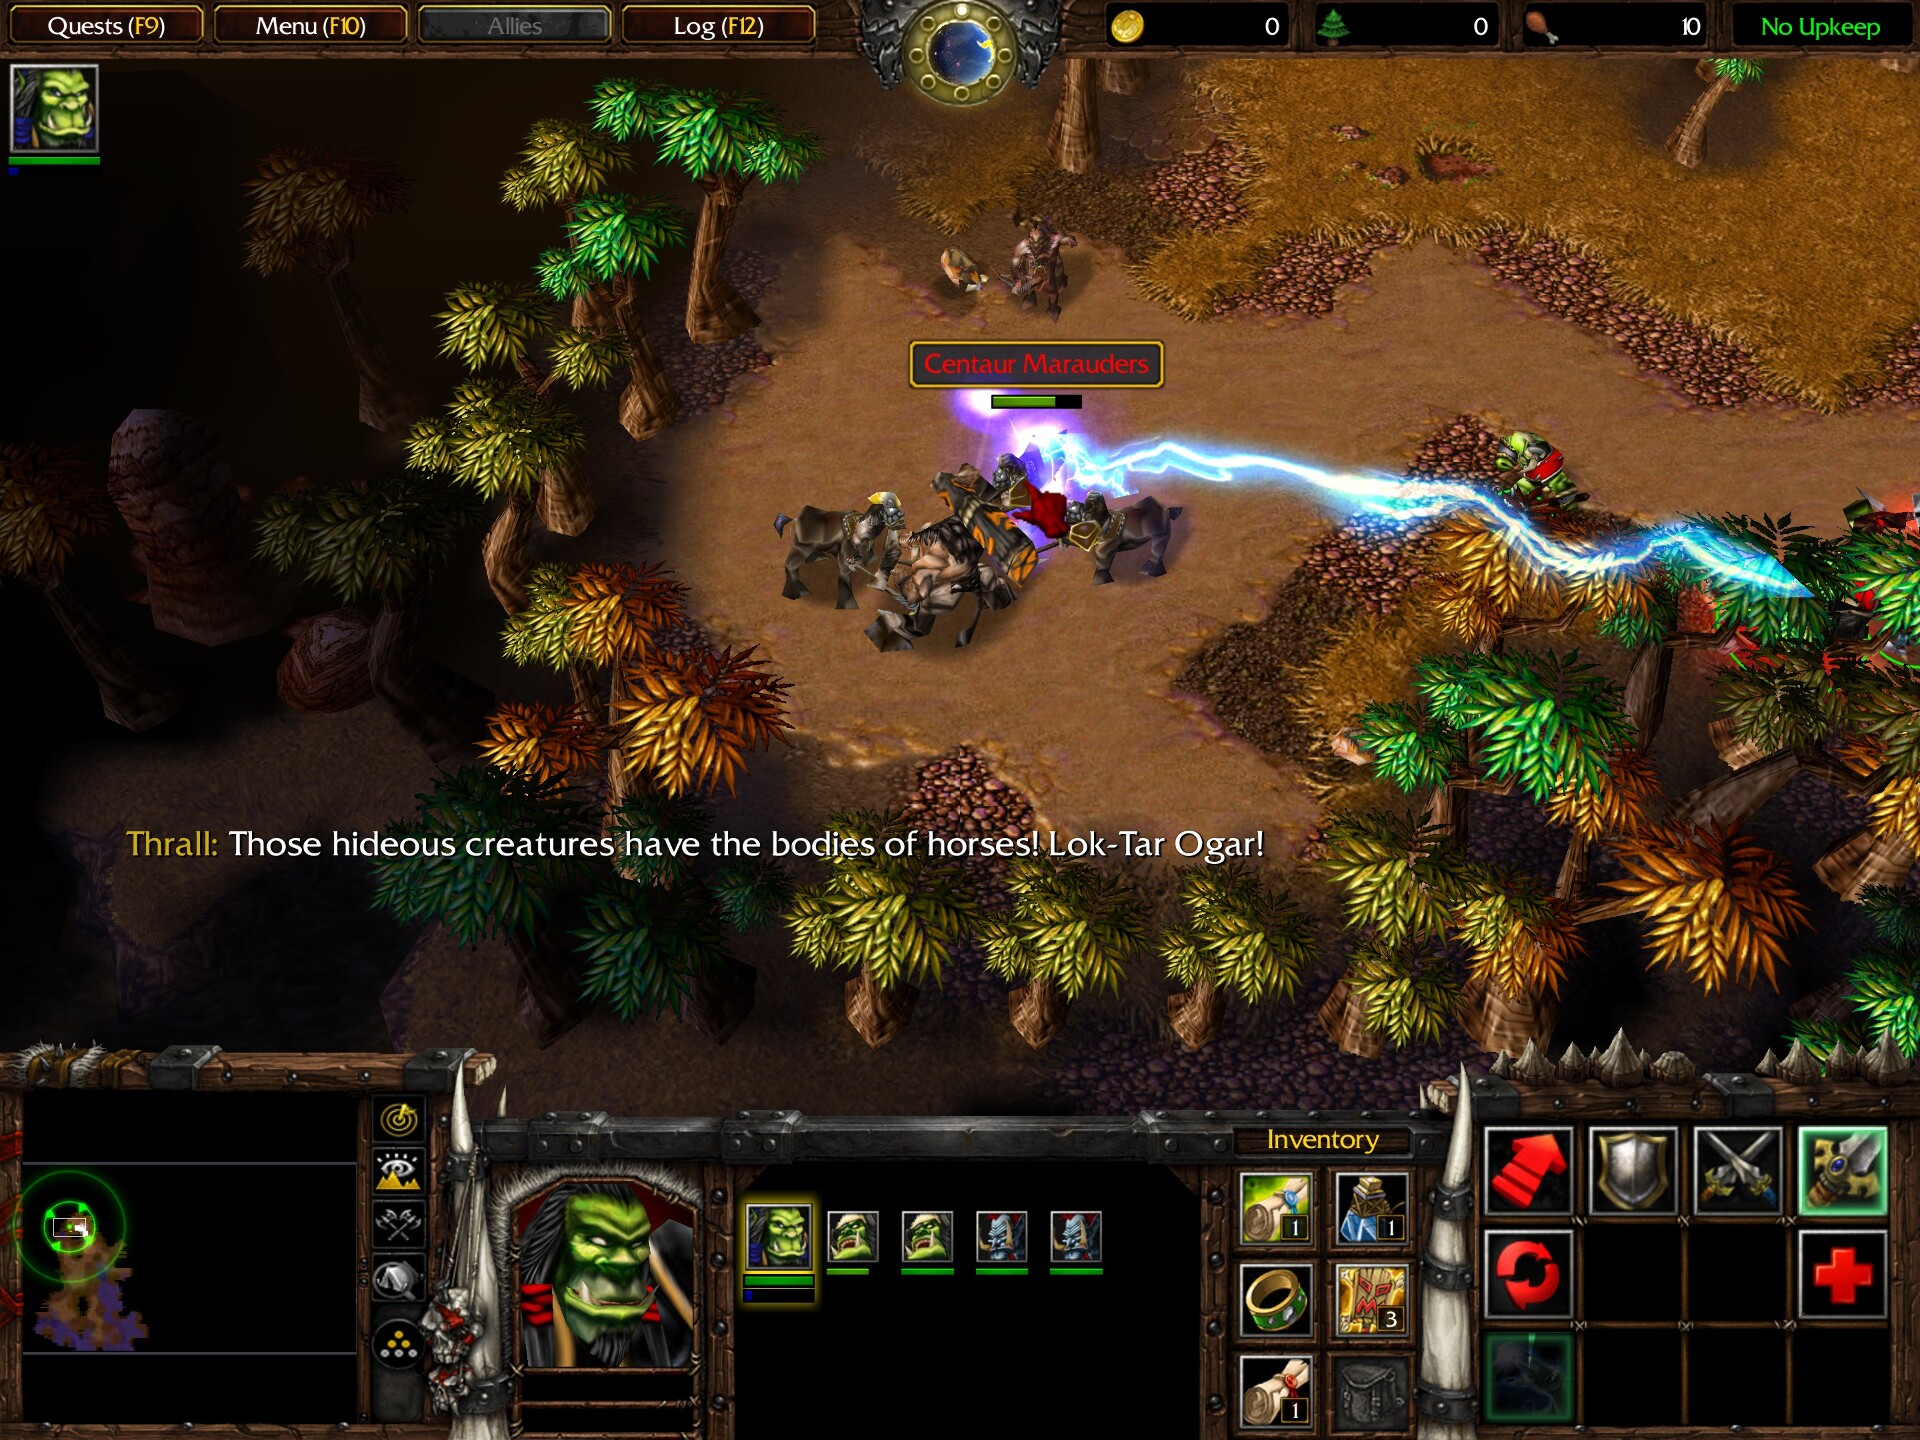 Quests (F9)
Menu (F10)
Allies
Log (F12)
0
0
10
No Upkeep
Centaur Marauders
Thrall: Those hideous creatures have the bodies of horses! Lok-Tar Ogar!
Inventory
1
1
3
1